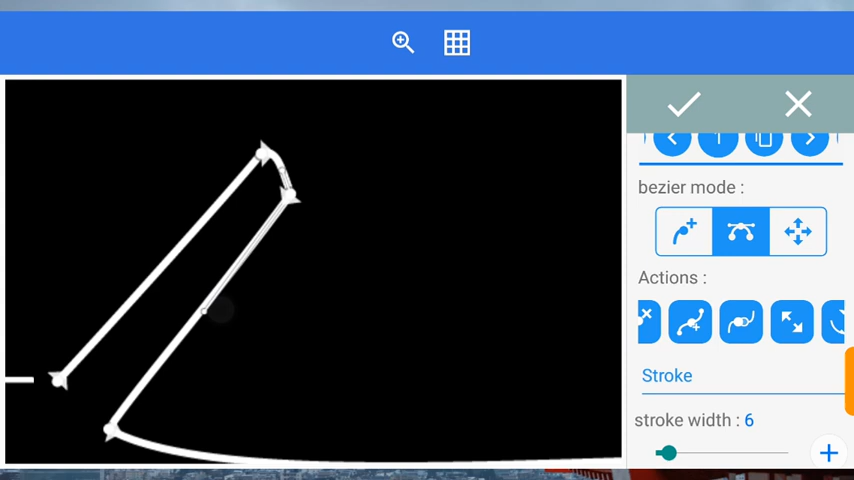 bezier mode :
Actions :
Stroke
stroke width : 6